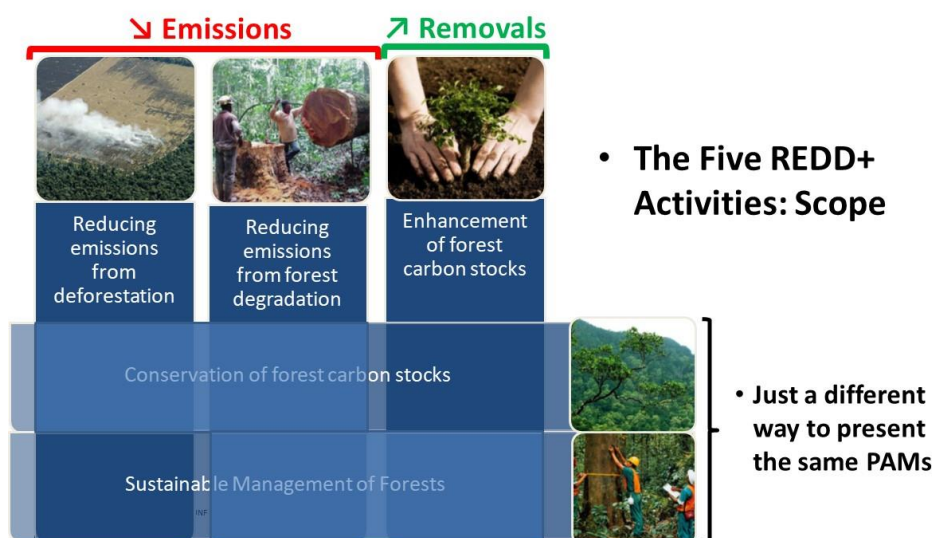 ↘ Emissions
↗ Removals
• The Five REDD+
Activities: Scope
Reducing
emissions
from
deforestation
Reducing
emissions
from forest
degradation
Enhancement
of forest
carbon stocks
Conservation of forest carbon stocks
Sustainable Management of Forests
INF
• Just a different
way to present
the same PAMs